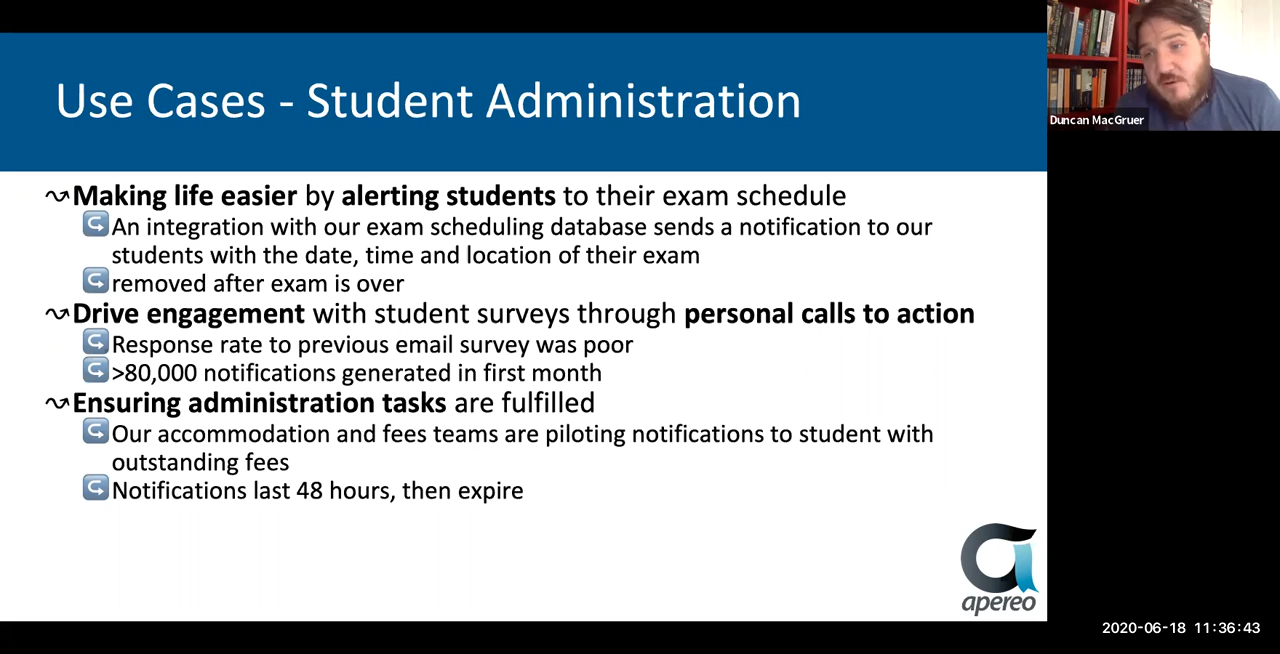 Use Cases - Student Administration
Duncan MacGruer
Making life easier by alerting students to their exam schedule
An integration with our exam scheduling database sends a notification to our
students with the date, time and location of their exam
removed after exam is over
Drive engagement with student surveys through personal calls to action
Response rate to previous email survey was poor
>80,000 notifications generated in first month
Ensuring administration tasks are fulfilled
Our accommodation and fees teams are piloting notifications to student with
outstanding fees
Notifications last 48 hours, then expire
apereo
2020-06-18 11:36:43